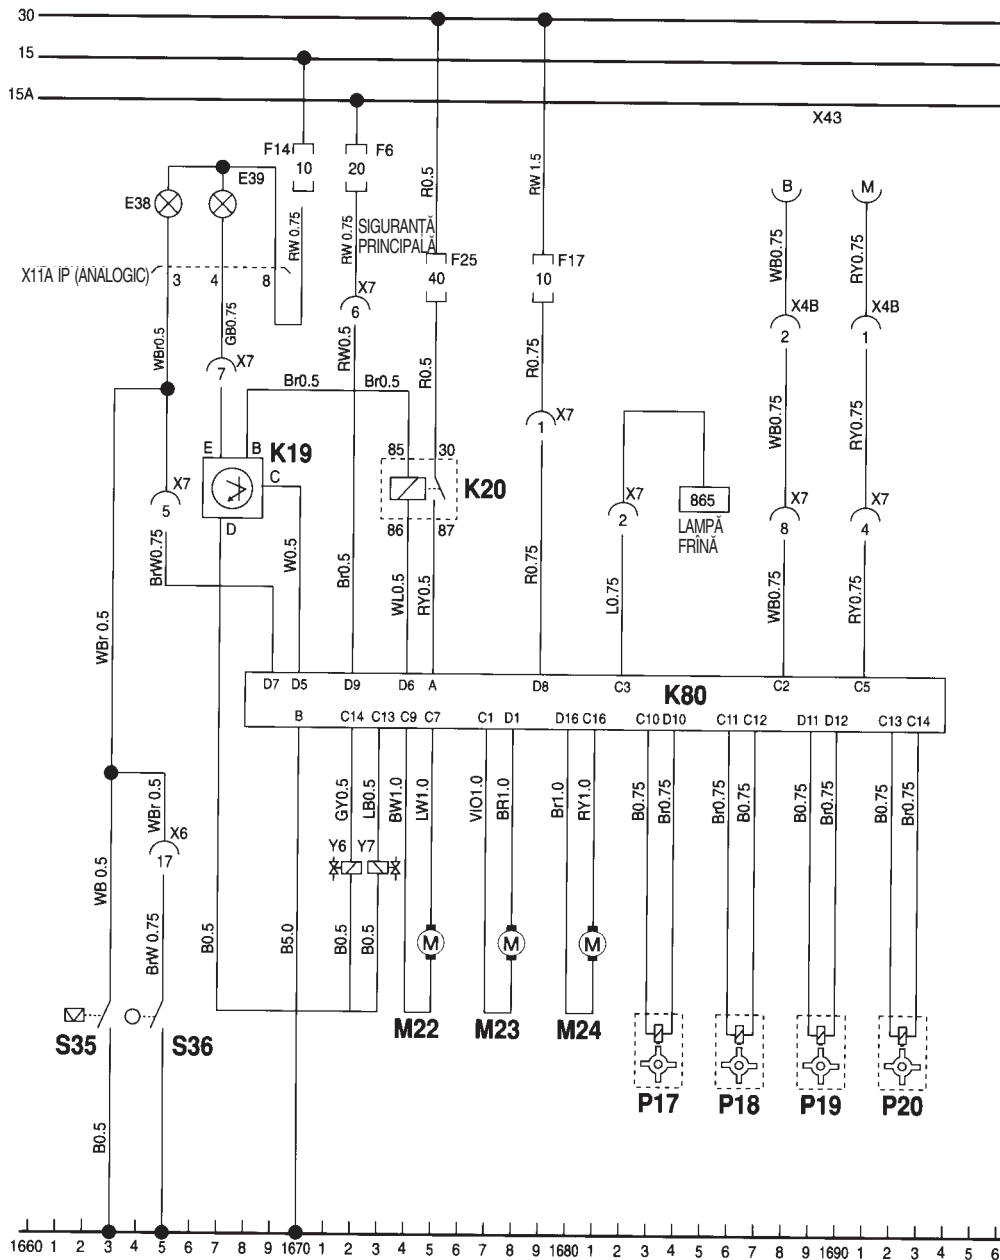 30
15
15A
X43
F14
10
20
F6
R0.5
RW 1.5
E38
E39
B
M
RW 0.75
RW 0.75
SIGURANȚĂ
PRINCIPALĂ
WB0.75
RY0.75
X11A IP (ANALOGIC)
3
4
8
F25
40
F17
10
X7
6
X4B
2
X4B
1
WBr0.5
GB0.75
X7
7
RW0.5
R0.5
R0.75
Br0.5
Br0.5
X7
1
WB0.75
RY0.75
E
B
K19
C
D
85
30
K20
86
87
X7
5
X7
2
865
LAMPĂ
FRÎNĂ
X7
8
X7
4
BrW0.75
W0.5
Br0.5
WL0.5
RY0.5
R0.75
L0.75
WB0.75
RY0.75
WBr 0.5
D7
D5
D9
D6
A
D8
C3
K80
C2
C5
B
C14
C13
C9
C7
C1
D1
D16
C16
C10
D10
C11
C12
D11
D12
C13
C14
WBr 0.5
GY0.5
LB0.5
BW1.0
LW1.0
VIO1.0
BR1.0
Br1.0
RY1.0
B0.75
Br0.75
Br0.75
B0.75
B0.75
Br0.75
B0.75
Br0.75
X6
17
Y6
Y7
WB 0.5
BrW 0.75
B0.5
B5.0
B0.5
B0.5
M
M
M
S35
S36
M22
M23
M24
P17
P18
P19
P20
B0.5
1660 1 2 3 4 5 6 7 8 9 1670 1 2 3 4 5 6 7 8 9 1680 1 2 3 4 5 6 7 8 9 1690 1 2 3 4 5 6